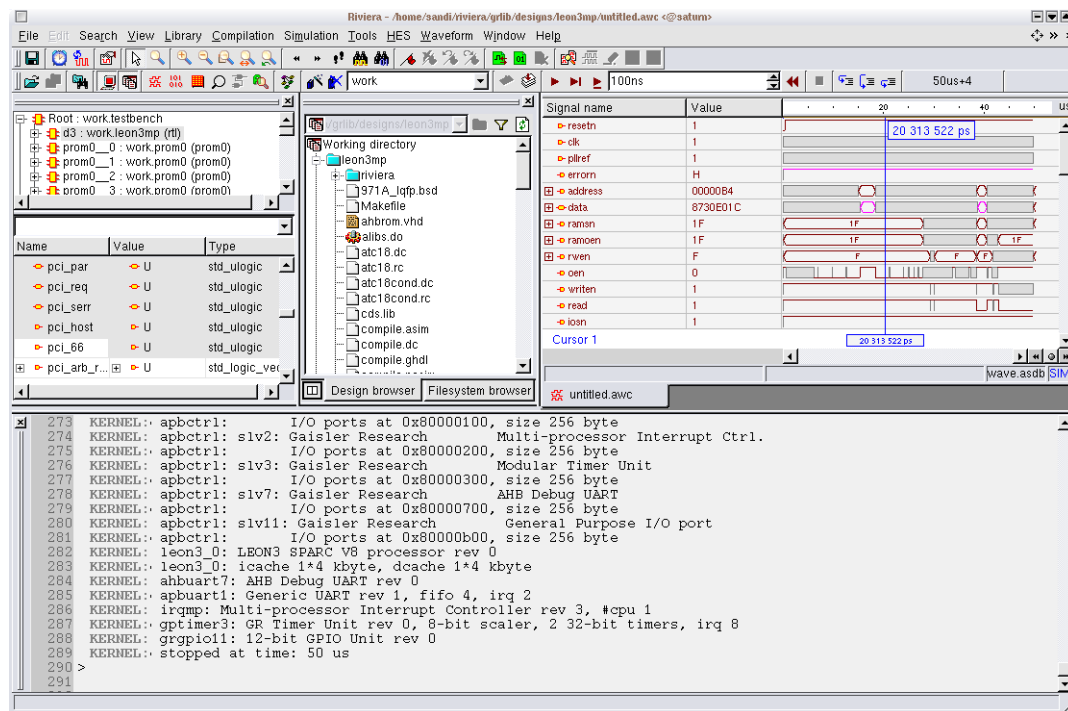 Riviera - /home/sandi/riviera/grlib/designs/leon3mp/untitled.awc <@saturn>
File Edit Search View Library Compilation Simulation Tools HES Waveform Window Help
work 100ns 50us+4
Root : work.testbench
d3 : work.leon3mp (rtl)
prom0__0 : work.prom0 (prom0)
prom0__1 : work.prom0 (prom0)
prom0__2 : work.prom0 (prom0)
prom0 3 : work.prom0 (prom0)
Name Value Type
pci_par U std_ulogic
pci_req U std_ulogic
pci_serr U std_ulogic
pci_host U std_ulogic
pci_66 U std_ulogic
pci_arb_r... U std_logic_vec
v/grlib/designs/leon3mp
Working directory
leon3mp
riviera
971A_lqfp.bsd
Makefile
ahbrom.vhd
alibs.do
atc18.dc
atc18.rc
atc18cond.dc
atc18cond.rc
cds.lib
compile.asim
compile.dc
compile.ghdl
Design browser Filesystem browser
Signal name Value 20 40 us
20 313 522 ps
resetn 1
clk 1
pllref 1
errorn H
address 00000B4
data 8730E01C
ramsn 1F 1F
ramoen 1F 1F 1F
rwen F F F F
oen 0
writen 1
read 1
iosn 1
Cursor 1 20 313 522 ps
wave.asdb SIM
untitled.awc
273 KERNEL: apbctrl: I/O ports at 0x80000100, size 256 byte
274 KERNEL: apbctrl: slv2: Gaisler Research Multi-processor Interrupt Ctrl.
275 KERNEL: apbctrl: I/O ports at 0x80000200, size 256 byte
276 KERNEL: apbctrl: slv3: Gaisler Research Modular Timer Unit
277 KERNEL: apbctrl: I/O ports at 0x80000300, size 256 byte
278 KERNEL: apbctrl: slv7: Gaisler Research AHB Debug UART
279 KERNEL: apbctrl: I/O ports at 0x80000700, size 256 byte
280 KERNEL: apbctrl: slv11: Gaisler Research General Purpose I/O port
281 KERNEL: apbctrl: I/O ports at 0x80000b00, size 256 byte
282 KERNEL: leon3_0: LEON3 SPARC V8 processor rev 0
283 KERNEL: leon3_0: icache 1*4 kbyte, dcache 1*4 kbyte
284 KERNEL: ahbuart7: AHB Debug UART rev 0
285 KERNEL: apbuart1: Generic UART rev 1, fifo 4, irq 2
286 KERNEL: irqmp: Multi-processor Interrupt Controller rev 3, #cpu 1
287 KERNEL: gptimer3: GR Timer Unit rev 0, 8-bit scaler, 2 32-bit timers, irq 8
288 KERNEL: grgpio11: 12-bit GPIO Unit rev 0
289 KERNEL: stopped at time: 50 us
290 >
291